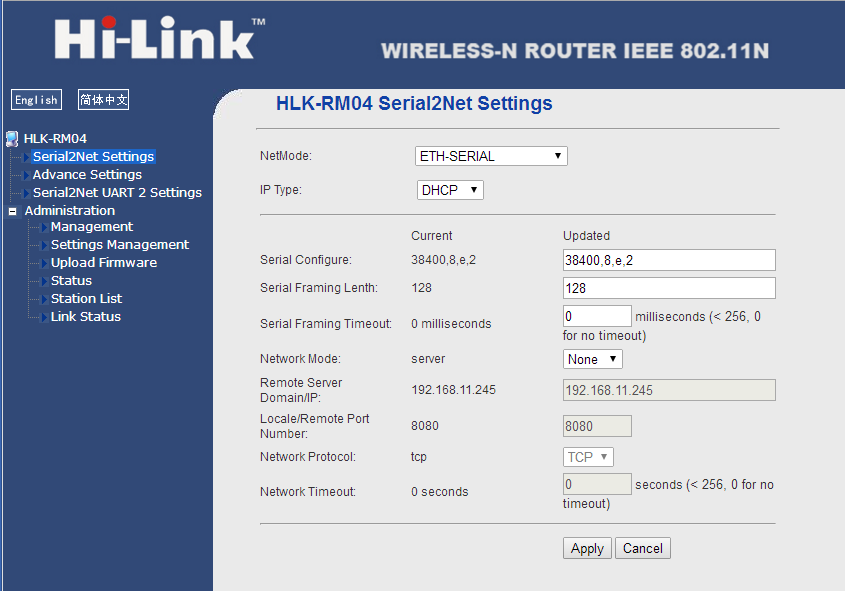 Hi-Link™
WIRELESS-N ROUTER IEEE 802.11N
English 简体中文
HLK-RM04
Serial2Net Settings
Advance Settings
Serial2Net UART 2 Settings
Administration
Management
Settings Management
Upload Firmware
Status
Station List
Link Status
HLK-RM04 Serial2Net Settings
NetMode: ETH-SERIAL
IP Type: DHCP
Current Updated
Serial Configure: 38400,8,e,2 38400,8,e,2
Serial Framing Lenth: 128 128
Serial Framing Timeout: 0 milliseconds 0 milliseconds (< 256, 0
for no timeout)
Network Mode: server None
Remote Server
Domain/IP: 192.168.11.245 192.168.11.245
Locale/Remote Port
Number: 8080 8080
Network Protocol: tcp TCP
Network Timeout: 0 seconds 0 seconds (< 256, 0 for no
timeout)
Apply Cancel